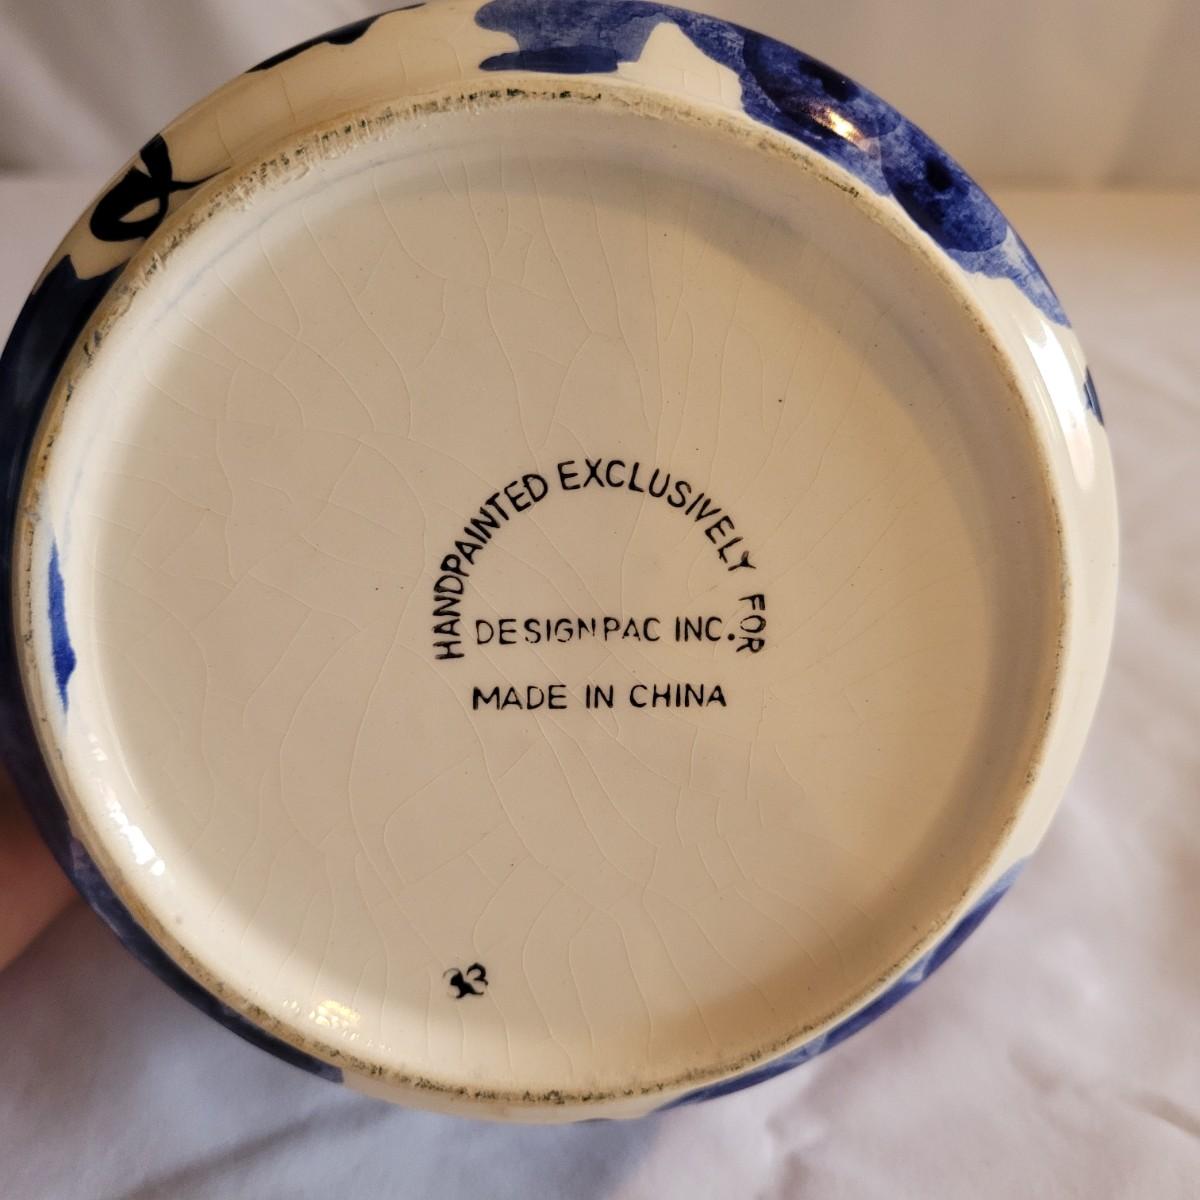 HANDPAINTED EXCLUSIVELY FOR
DESIGNPAC INC.
MADE IN CHINA
33